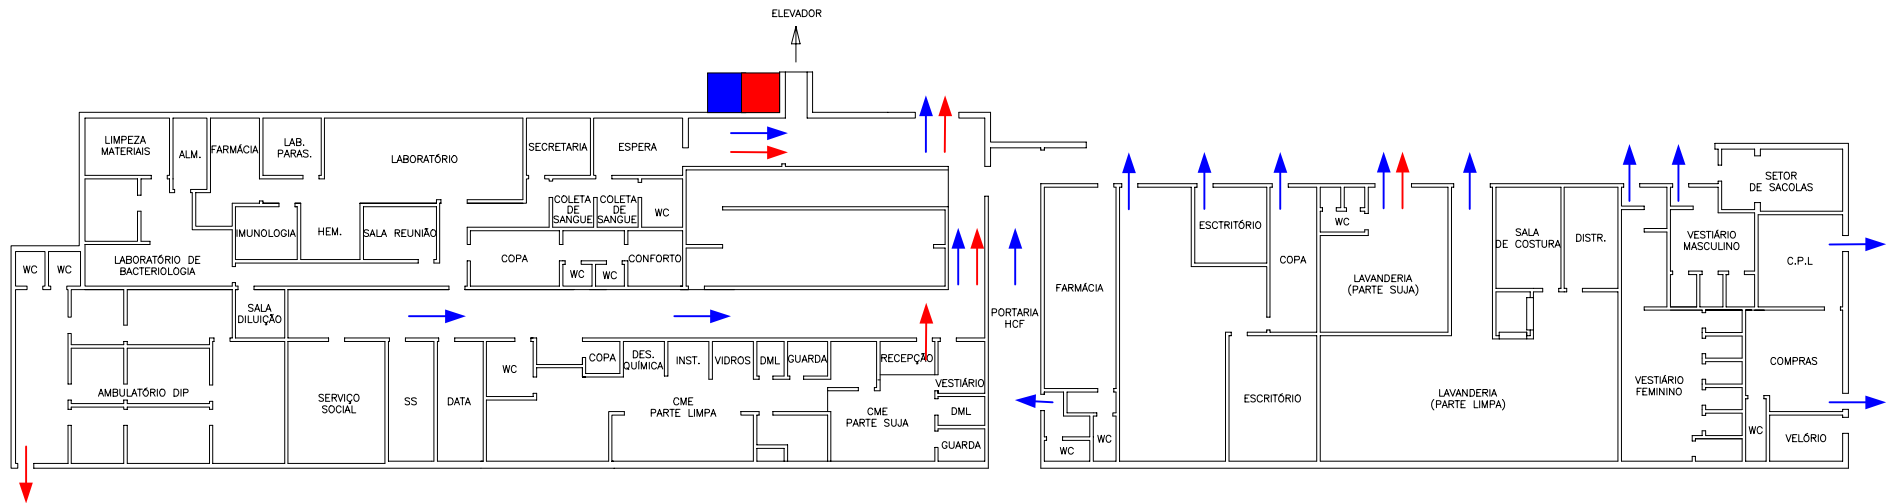 ELEVADOR
LIMPEZA
MATERIAIS
ALM.
FARMÁCIA
LAB.
PARAS.
LABORATÓRIO
SECRETARIA
ESPERA
COLETA
DE
SANGUE
COLETA
DE
SANGUE
WC
IMUNOLOGIA
HEM.
SALA REUNIÃO
LABORATÓRIO DE
BACTERIOLOGIA
COPA
WC
WC
CONFORTO
WC
WC
SALA
DILUIÇÃO
AMBULATÓRIO DIP
SERVIÇO
SOCIAL
SS
DATA
WC
COPA
DES.
QUÍMICA
INST.
VIDROS
DML
GUARDA
RECEPÇÃO
CME
PARTE LIMPA
CME
PARTE SUJA
VESTIÁRIO
DML
GUARDA
PORTARIA
HCF
FARMÁCIA
WC
WC
ESCTRITÓRIO
COPA
ESCRITÓRIO
WC
LAVANDERIA
(PARTE SUJA)
LAVANDERIA
(PARTE LIMPA)
SALA
DE COSTURA
DISTR.
VESTIÁRIO
MASCULINO
VESTIÁRIO
FEMININO
SETOR
DE SACOLAS
C.P.L
COMPRAS
WC
VELÓRIO